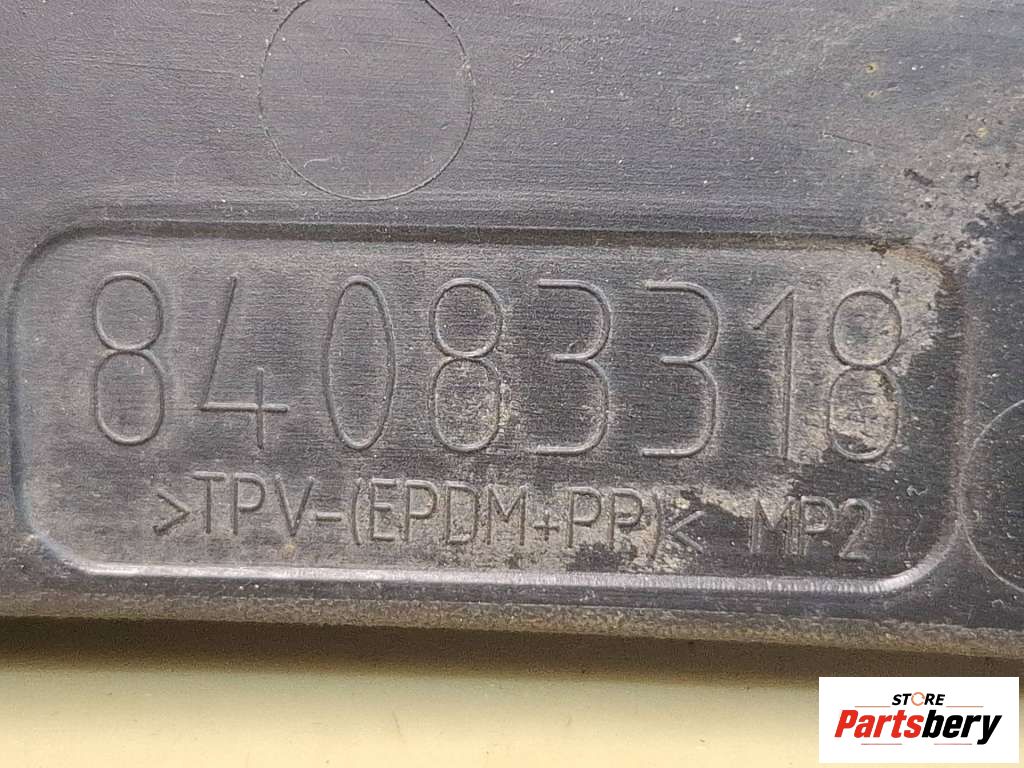 84083318
>TPV-(EPDM+PP)< MP2
STORE
Partsbery